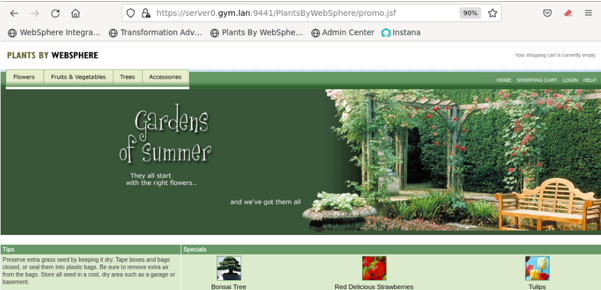 https://server0.gym.lan:9441/PlantsByWebSphere/promo.jsf
90%
WebSphere Integra... Transformation Adv... Plants By WebSphe... Admin Center Instana
PLANTS BY WEBSPHERE
Your shopping cart is currently empty
Flowers Fruits & Vegetables Trees Accessories
HOME SHOPPING CART LOGIN HELP
Gardens
of summer
They all start
with the right flowers...
and we've got them all
Tips
Specials
Preserve extra grass seed by keeping it dry. Tape boxes and bags
closed, or seal them into plastic bags. Be sure to remove extra air
from the bags. Store all seed in a cool, dry area such as a garage or
basement.
Bonsai Tree Red Delicious Strawberries Tulips